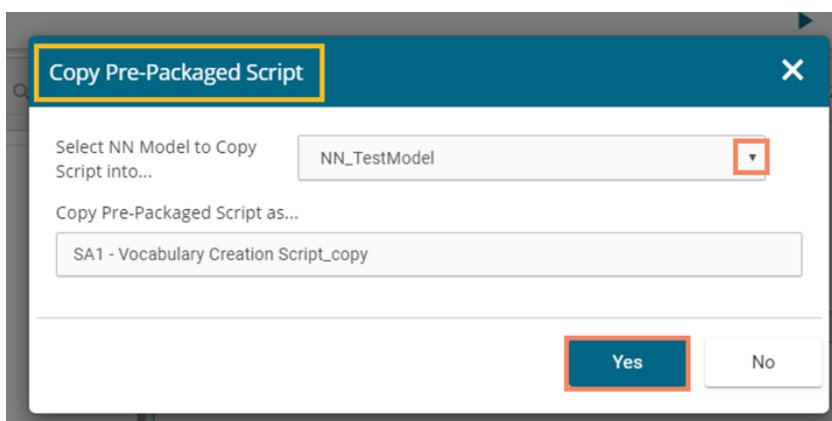 Copy Pre-Packaged Script
Select NN Model to Copy
Script into...
NN_TestModel
Copy Pre-Packaged Script as...
SA1 - Vocabulary Creation Script_copy
Yes
No